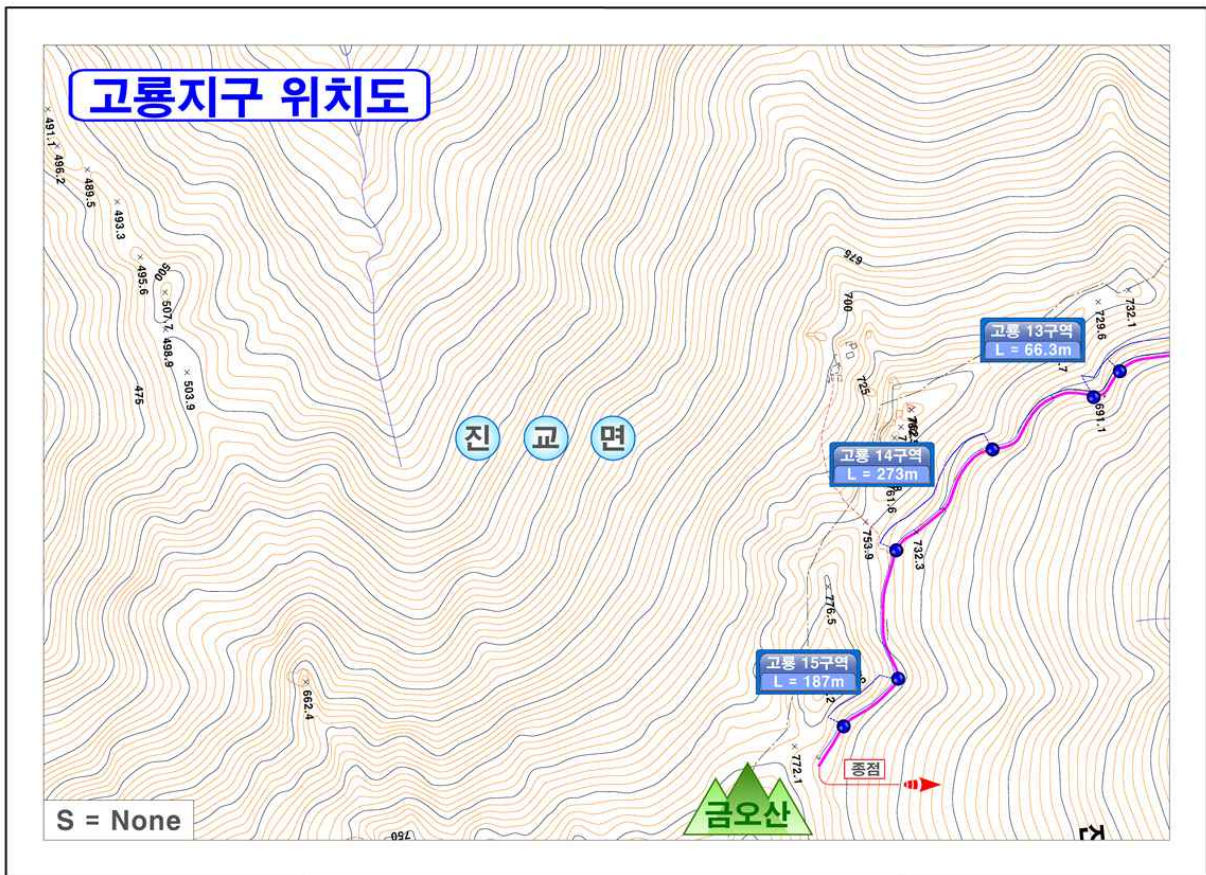 고룡지구 위치도
491.1
496.2
489.5
493.3
495.6
500
507.7
498.9
503.9
475
675
700
725
732.1
729.6
고룡 13구역
L = 66.3m
691.1
진 교 면
고룡 14구역
L = 273m
761.6
753.9
732.3
776.5
고룡 15구역
L = 187m
662.4
772.1
종점
금오산
S = None
750